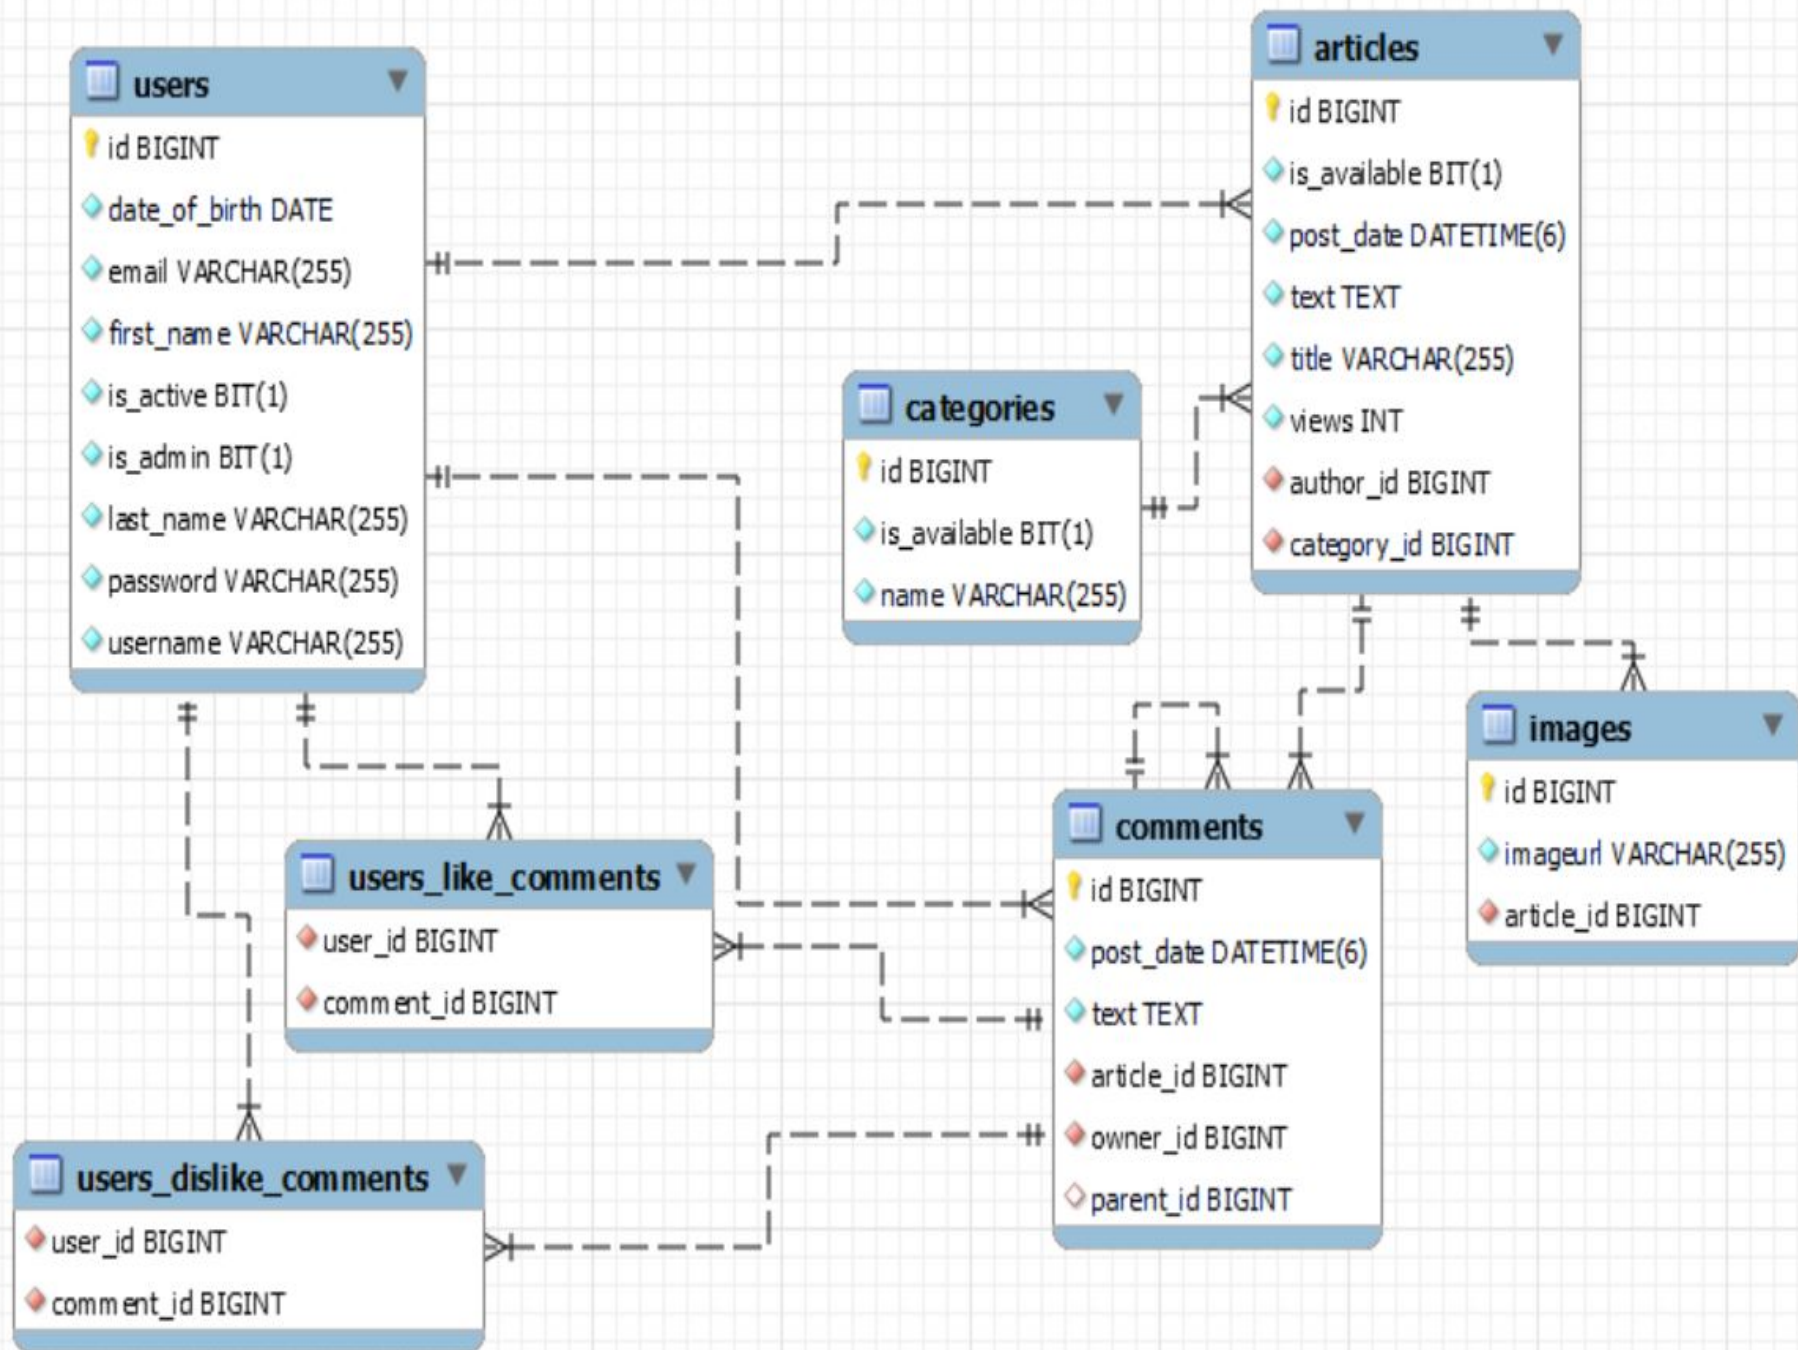 users
id BIGINT
date_of_birth DATE
email VARCHAR(255)
first_name VARCHAR(255)
is_active BIT(1)
is_admin BIT(1)
last_name VARCHAR(255)
password VARCHAR(255)
username VARCHAR(255)
articles
id BIGINT
is_available BIT(1)
post_date DATETIME(6)
text TEXT
title VARCHAR(255)
views INT
author_id BIGINT
category_id BIGINT
categories
id BIGINT
is_available BIT(1)
name VARCHAR(255)
images
id BIGINT
imageurl VARCHAR(255)
article_id BIGINT
comments
id BIGINT
post_date DATETIME(6)
text TEXT
article_id BIGINT
owner_id BIGINT
parent_id BIGINT
users_like_comments
user_id BIGINT
comment_id BIGINT
users_dislike_comments
user_id BIGINT
comment_id BIGINT